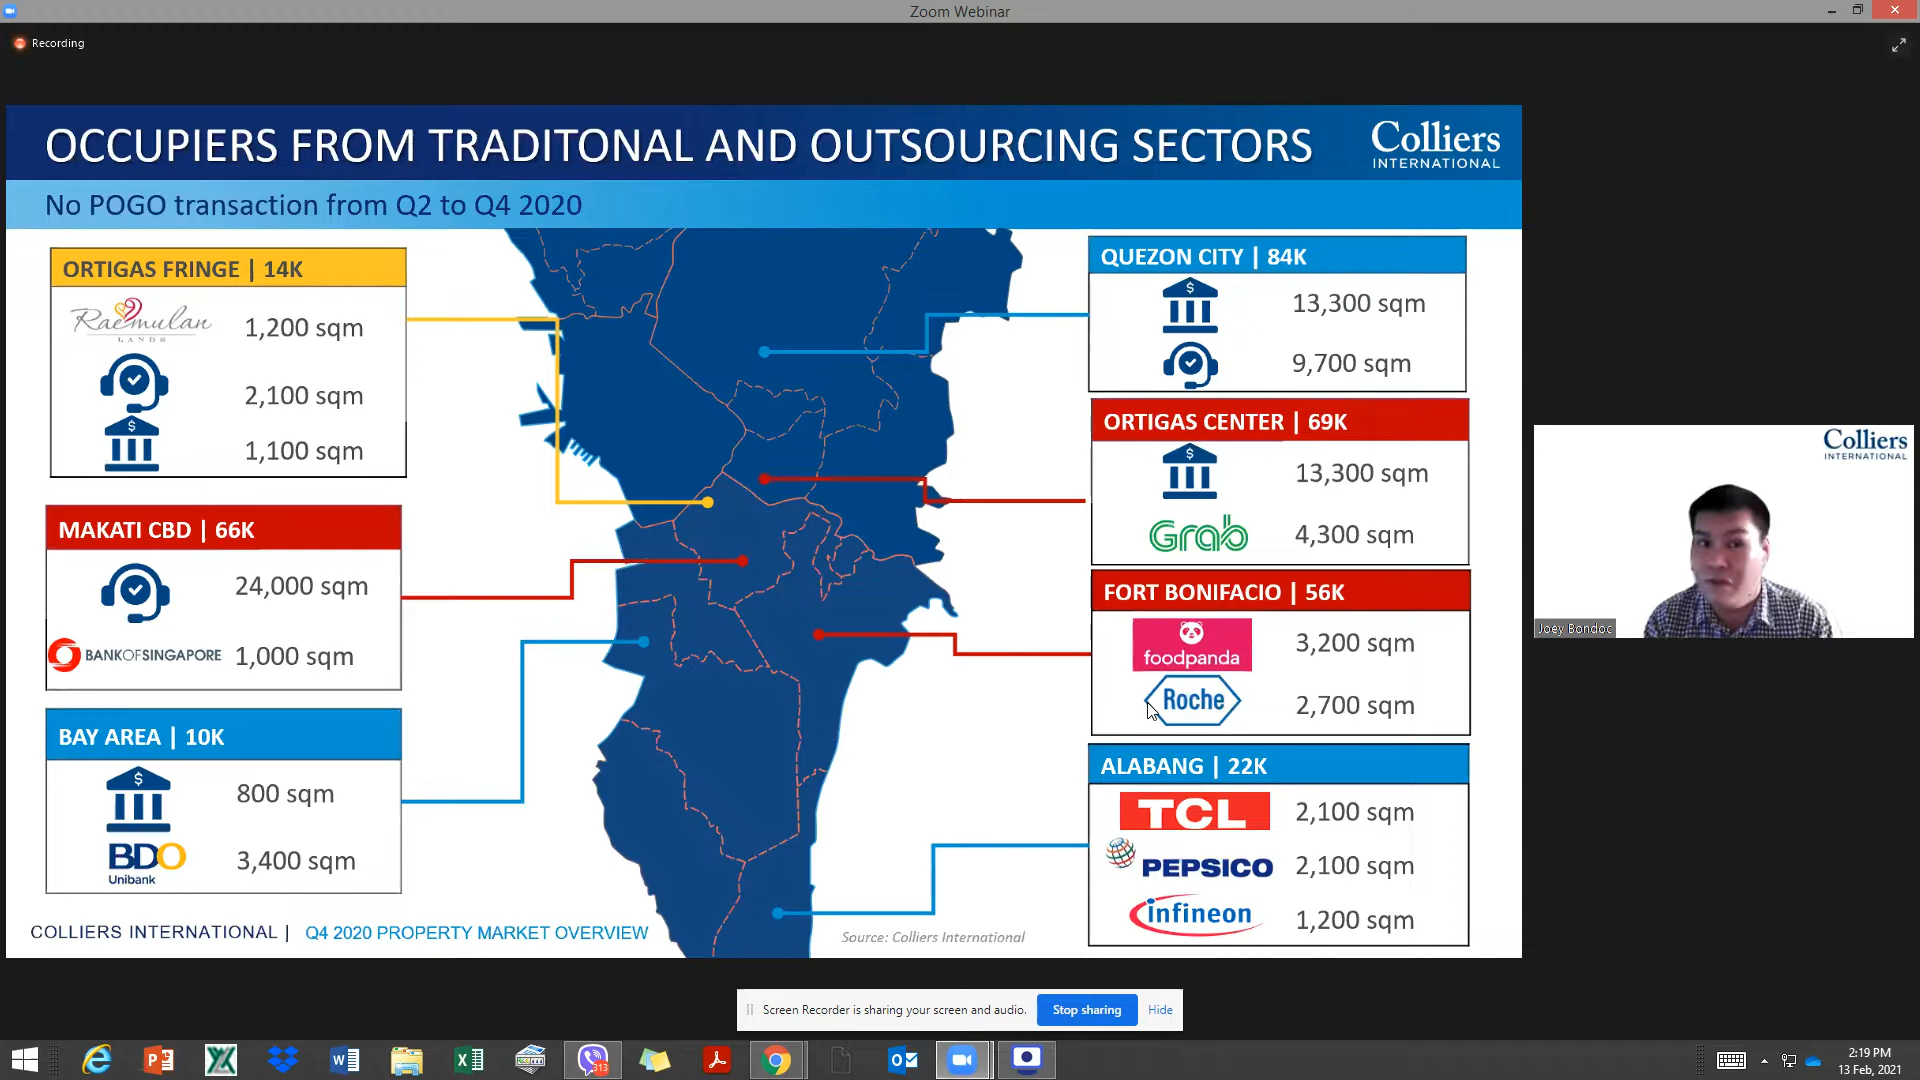 Zoom Webinar
Recording
OCCUPIERS FROM TRADITONAL AND OUTSOURCING SECTORS
Colliers
INTERNATIONAL
No POGO transaction from Q2 to Q4 2020
ORTIGAS FRINGE | 14K
Raemulan
LANDS
1,200 sqm
2,100 sqm
$
1,100 sqm
MAKATI CBD | 66K
24,000 sqm
BANKOFSINGAPORE
1,000 sqm
BAY AREA | 10K
$
800 sqm
BDO
Unibank
3,400 sqm
QUEZON CITY | 84K
$
13,300 sqm
9,700 sqm
ORTIGAS CENTER | 69K
$
13,300 sqm
Grab
4,300 sqm
FORT BONIFACIO | 56K
foodpanda
3,200 sqm
Roche
2,700 sqm
ALABANG | 22K
TCL
2,100 sqm
PEPSICO
2,100 sqm
infineon
1,200 sqm
COLLIERS INTERNATIONAL | Q4 2020 PROPERTY MARKET OVERVIEW
Source: Colliers International
Colliers
INTERNATIONAL
Joey Bondoc
Screen Recorder is sharing your screen and audio.
Stop sharing
Hide
313
2:19 PM
13 Feb, 2021